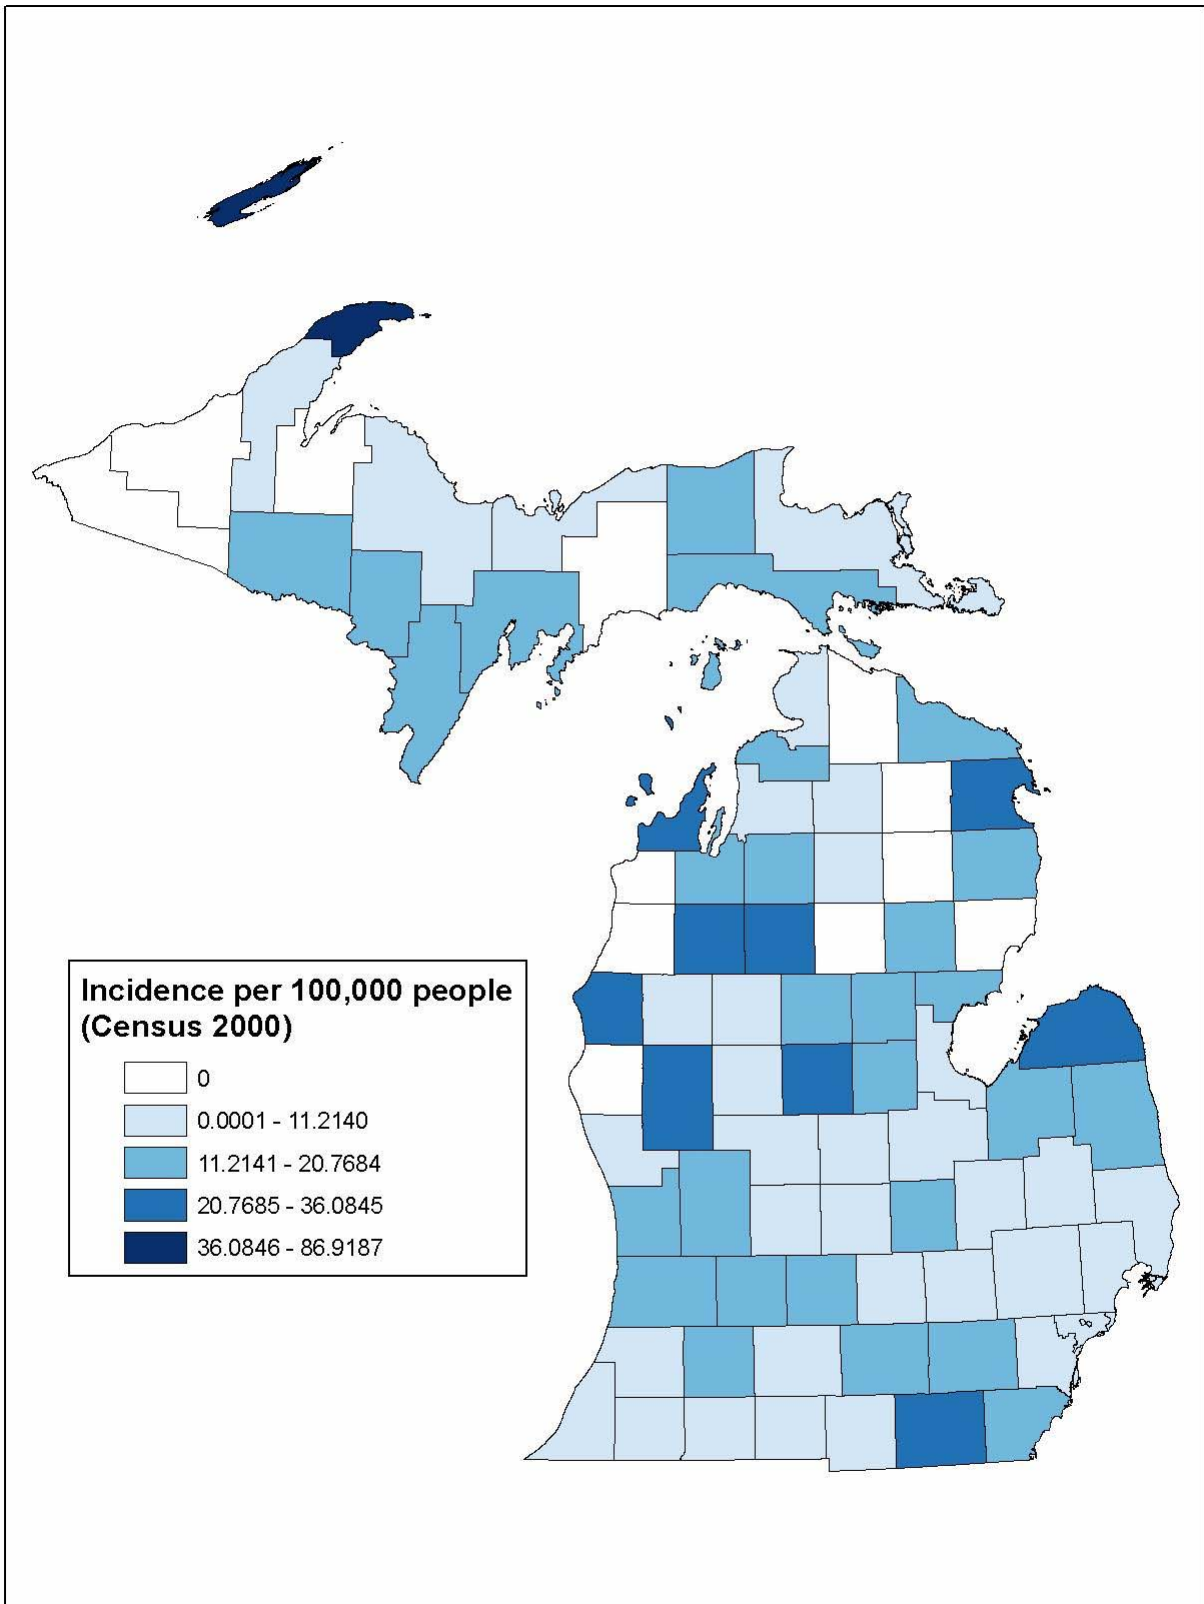 Incidence per 100,000 people
(Census 2000)
0
0.0001 - 11.2140
11.2141 - 20.7684
20.7685 - 36.0845
36.0846 - 86.9187